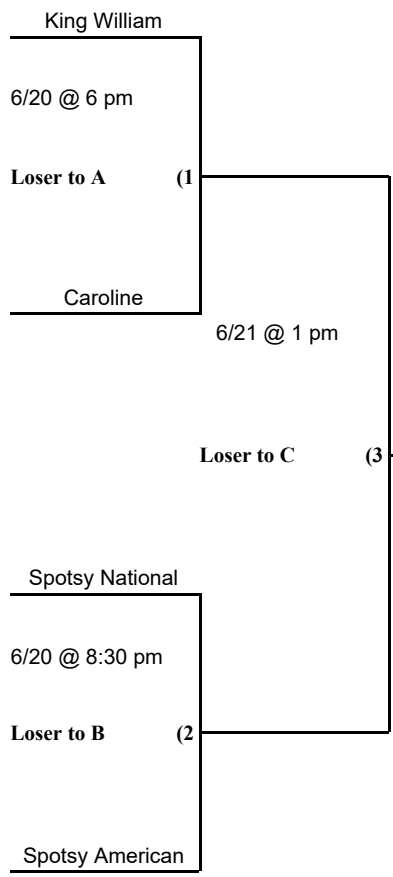 King William
6/20 @ 6 pm
Loser to A (1
Caroline
6/21 @ 1 pm
Loser to C (3
Spotsy National
6/20 @ 8:30 pm
Loser to B (2
Spotsy American